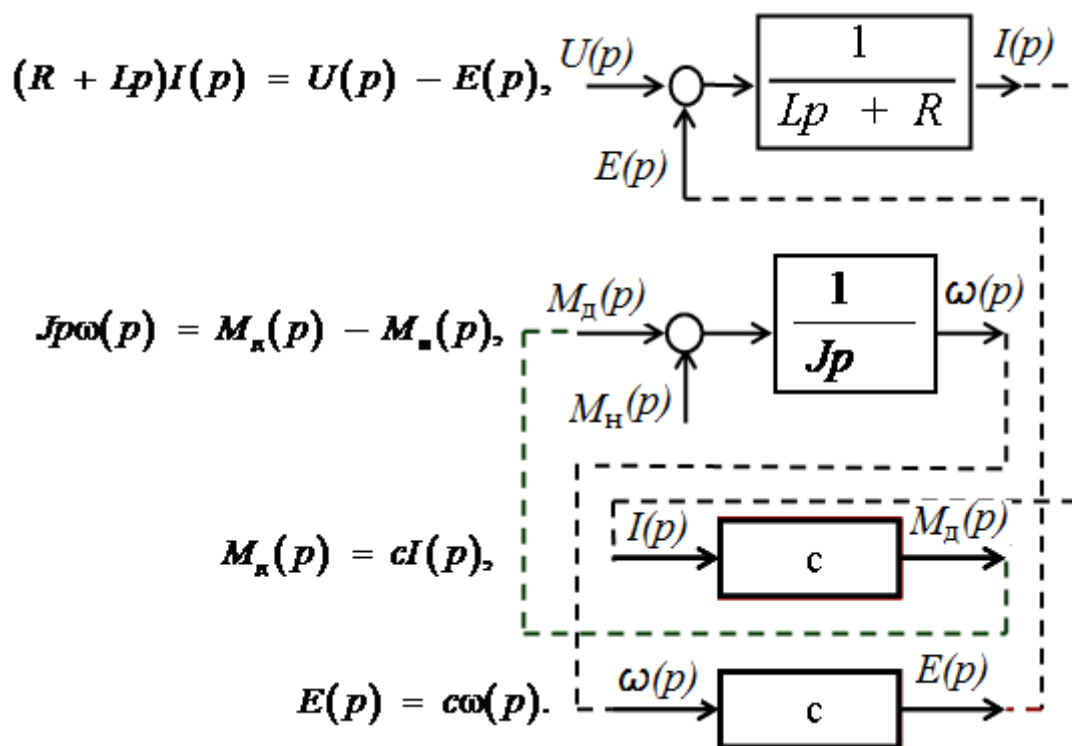 (R + Lp)I(p) = U(p) − E(p),
U(p)
1
Lp + R
I(p)
E(p)
Jpω(p) = Mд(p) − Mн(p),
Mд(p)
1
Jp
ω(p)
Mн(p)
Mд(p) = cI(p),
I(p)
c
Mд(p)
E(p) = cω(p).
ω(p)
c
E(p)